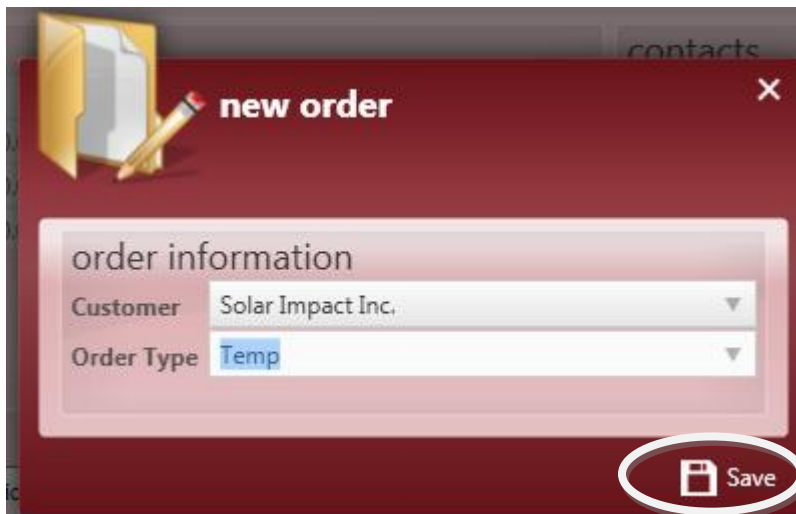 contacts
new order
order information
Customer Solar Impact Inc.
Order Type Temp
Save